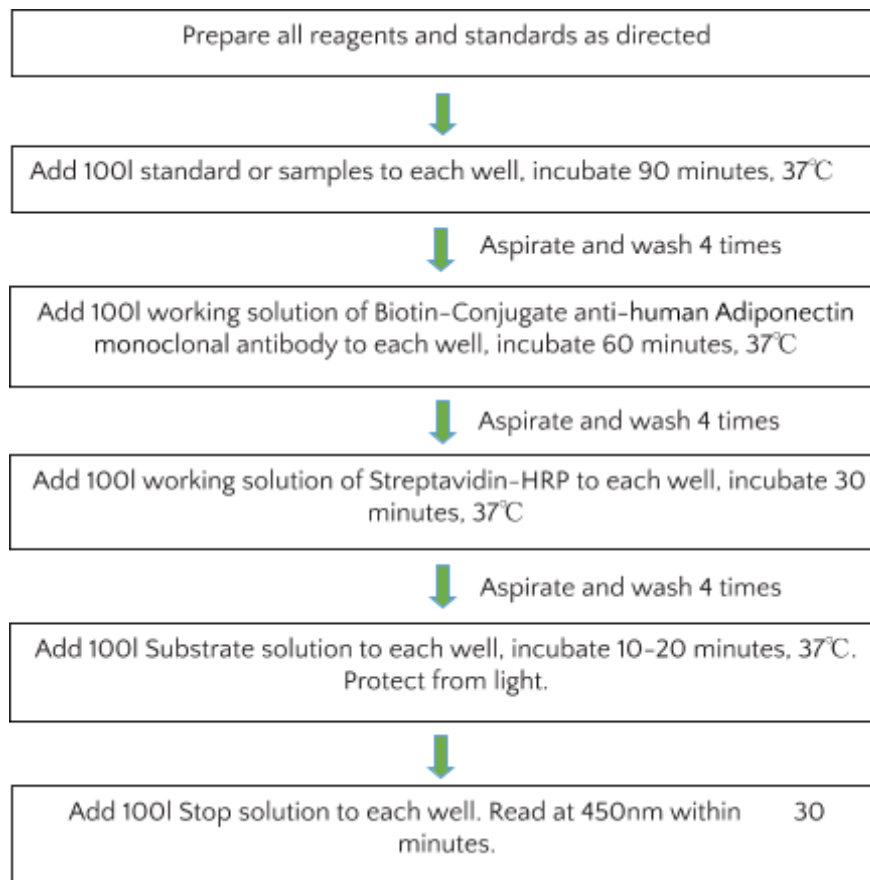 Prepare all reagents and standards as directed
Add 100l standard or samples to each well, incubate 90 minutes, 37℃
Aspirate and wash 4 times
Add 100l working solution of Biotin-Conjugate anti-human Adiponectin
monoclonal antibody to each well, incubate 60 minutes, 37℃
Aspirate and wash 4 times
Add 100l working solution of Streptavidin-HRP to each well, incubate 30
minutes, 37℃
Aspirate and wash 4 times
Add 100l Substrate solution to each well, incubate 10-20 minutes, 37℃.
Protect from light.
Add 100l Stop solution to each well. Read at 450nm within 30
minutes.